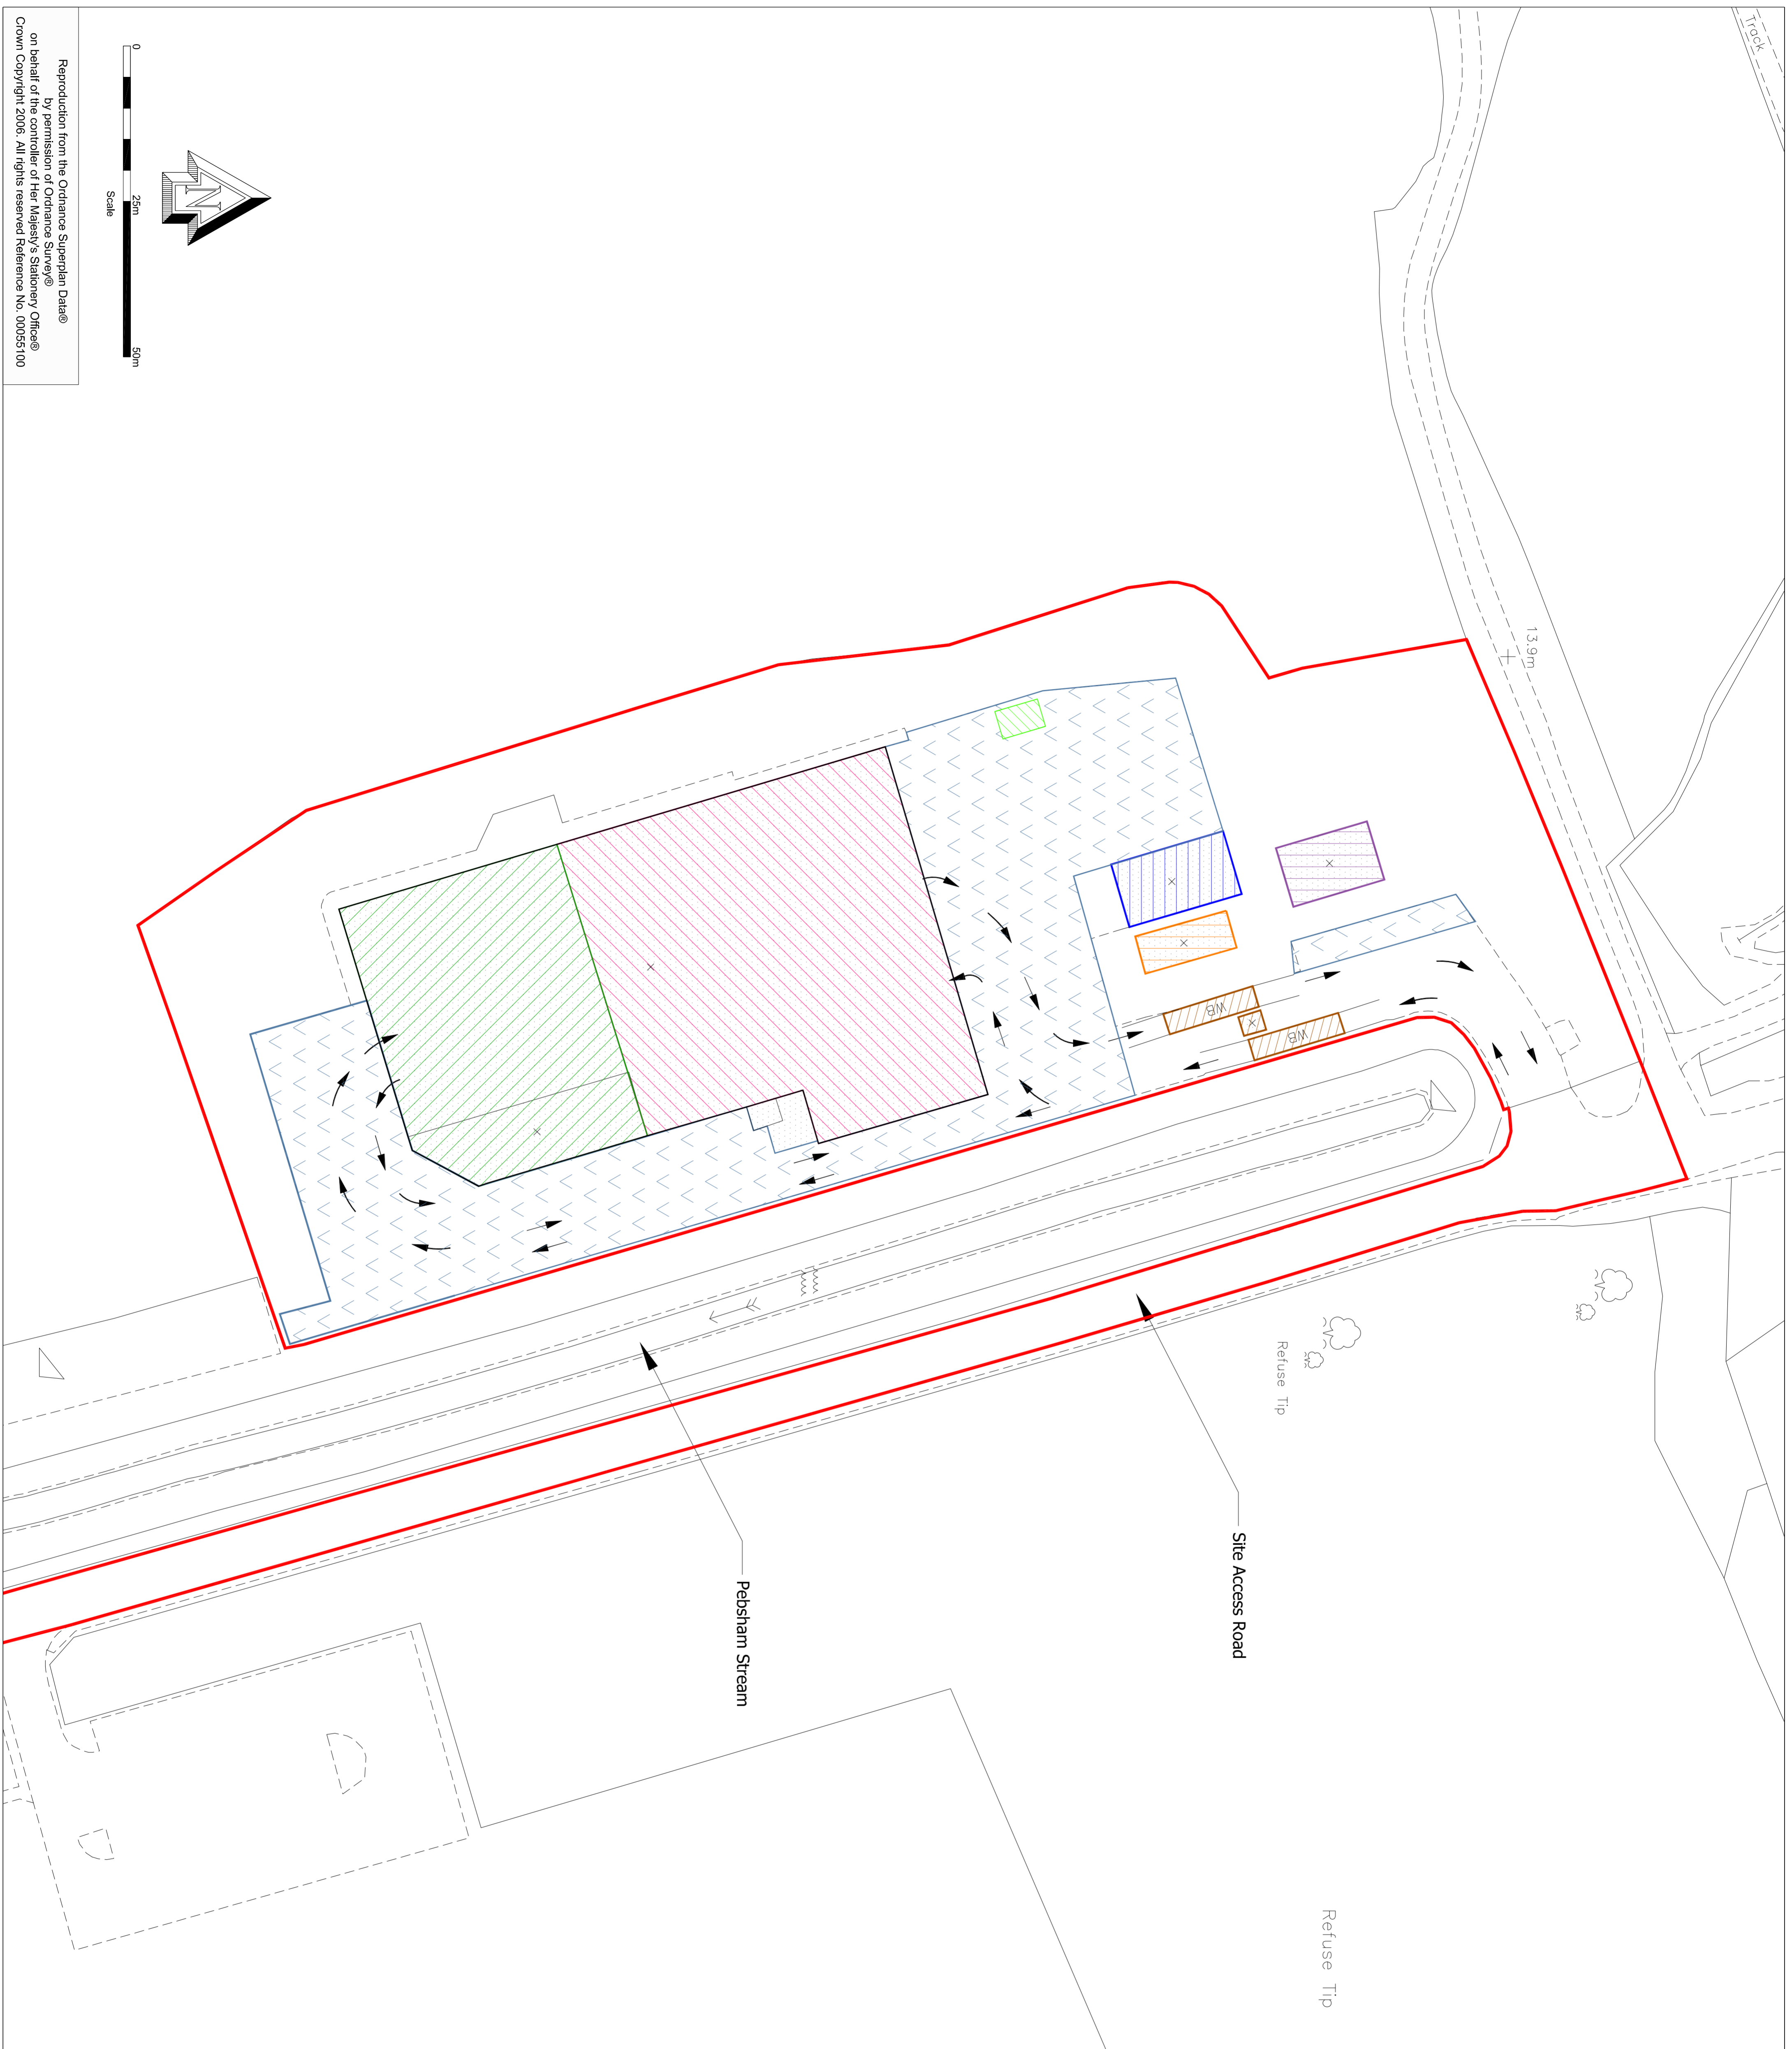 Track
13.9m
WB
WB
Refuse Tip
Site Access Road
Pebsham Stream
Refuse Tip
N
0
25m
50m
Scale
Reproduction from the Ordnance Superplan Data®
by permission of Ordnance Survey®
on behalf of the controller of Her Majesty's Stationery Office®
Crown Copyright 2006. All rights reserved Reference No. 00055100